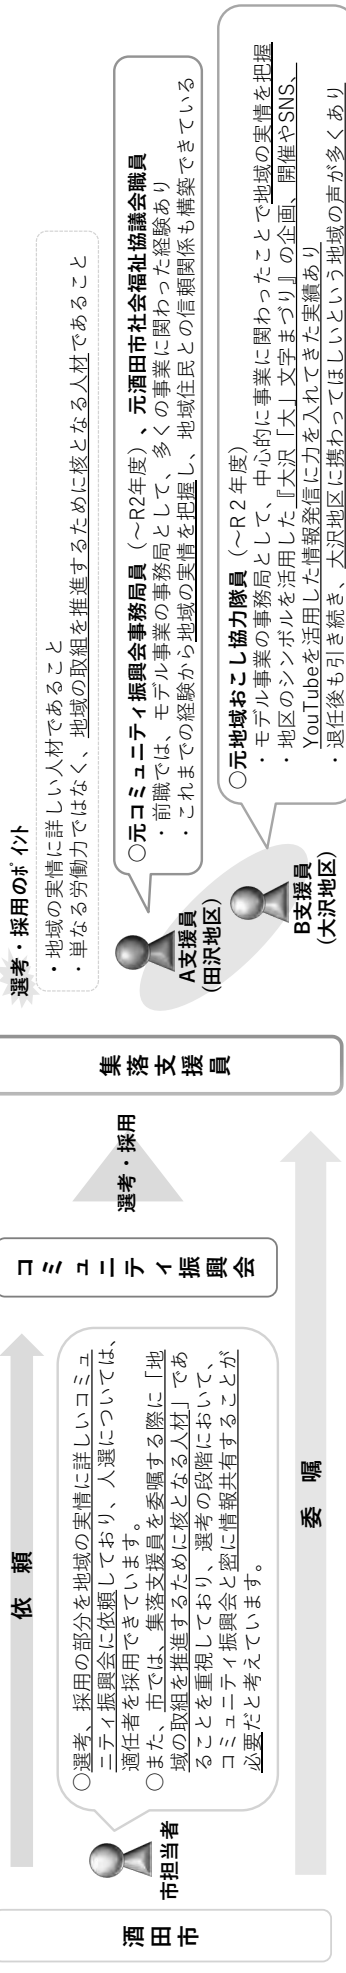 酒田市
市担当者
依　頼
○選考、採用の部分を地域の実情に詳しいコミュ
ニティ振興会に依頼しており、人選については、
適任者を採用できています。
○また、市では、集落支援員を委嘱する際に「地
域の取組を推進するために核となる人材」であ
ることを重視しており、選考の段階において、
コミュニティ振興会と密に情報共有することが
必要だと考えています。
委　嘱
コミュニティ振興会
選考・採用
集落支援員
選考・採用のﾎﾟｲﾝﾄ
・地域の実情に詳しい人材であること
・単なる労働力ではなく、地域の取組を推進するために核となる人材であること
A支援員
(田沢地区)
○元コミュニティ振興会事務局員（～R2年度）、元酒田市社会福祉協議会職員
・前職では、モデル事業の事務局として、多くの事業に関わった経験あり
・これまでの経験から地域の実情を把握し、地域住民との信頼関係も構築できている
B支援員
(大沢地区)
○元地域おこし協力隊員（～R２年度）
・モデル事業の事務局として、中心的に事業に関わったことで地域の実情を把握
・地区のシンボルを活用した『大沢「大」文字まつり』の企画、開催やSNS、
YouTubeを活用した情報発信に力を入れてきた実績あり
・退任後も引き続き、大沢地区に携わってほしいという地域の声が多くあり